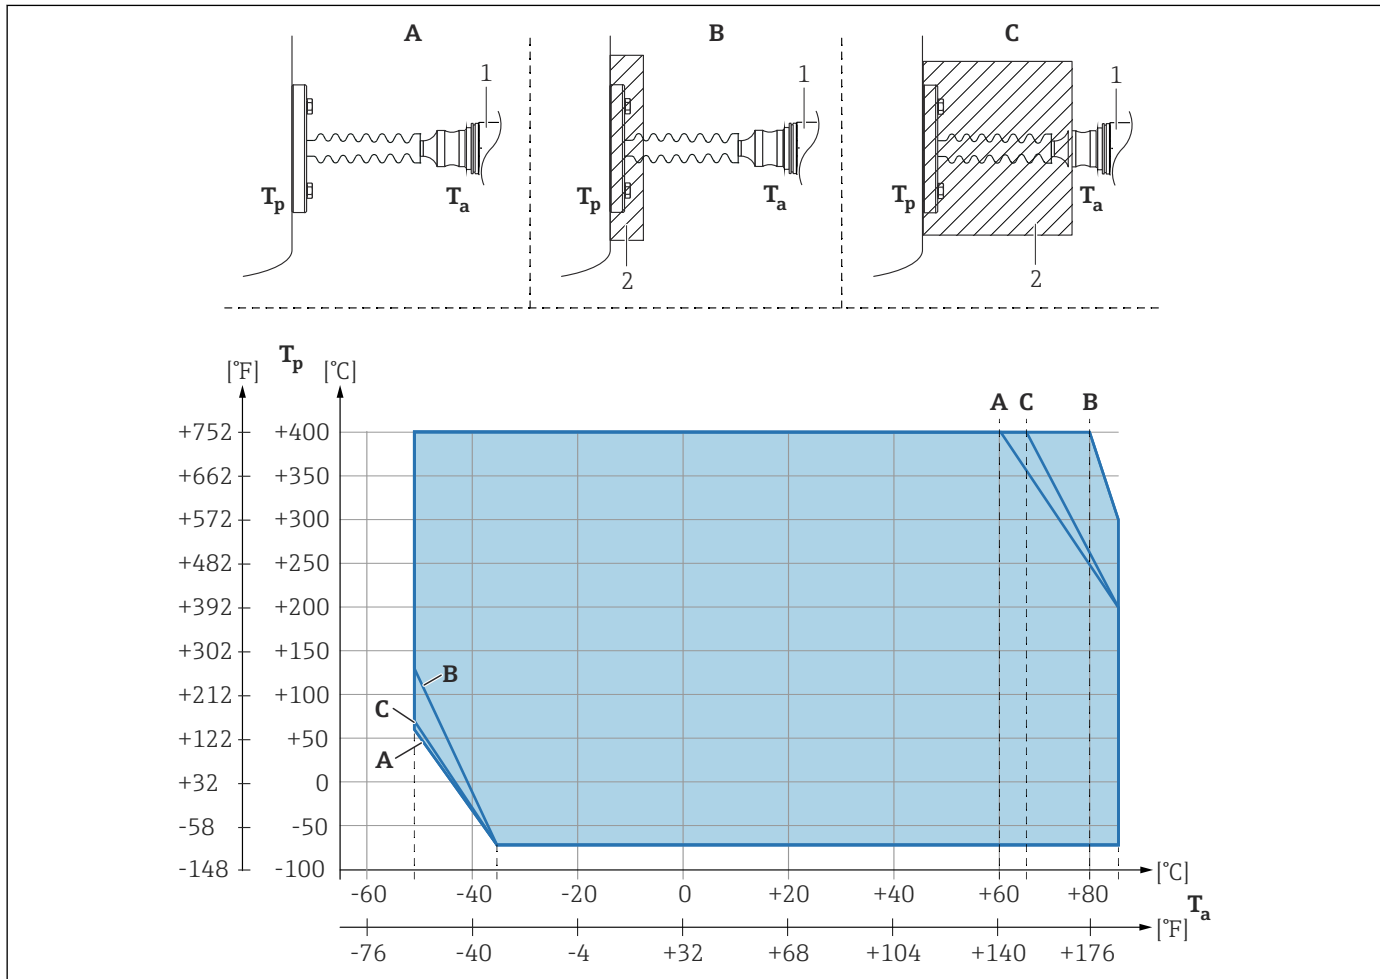 A B C
1 1 1
Tp Ta Tp Ta Tp Ta
2 2
Tp
[°F] [°C]
A C B
+752 +400
+662 +350
+572 +300
+482 +250
+392 +200
+302 +150
+212 +100
B
C
+122 +50
A
+32 0
-58 -50
-148 -100
[°C]
-60 -40 -20 0 +20 +40 +60 +80
Ta
[°F]
-76 -40 -4 +32 +68 +104 +140 +176